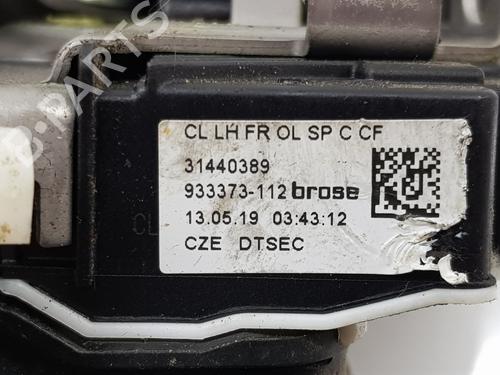 B-PARTS
CL LH FR OL SP C CF
31440389
933373-112 brose
13.05.19 03:43:12
CZE DTSEC
CL